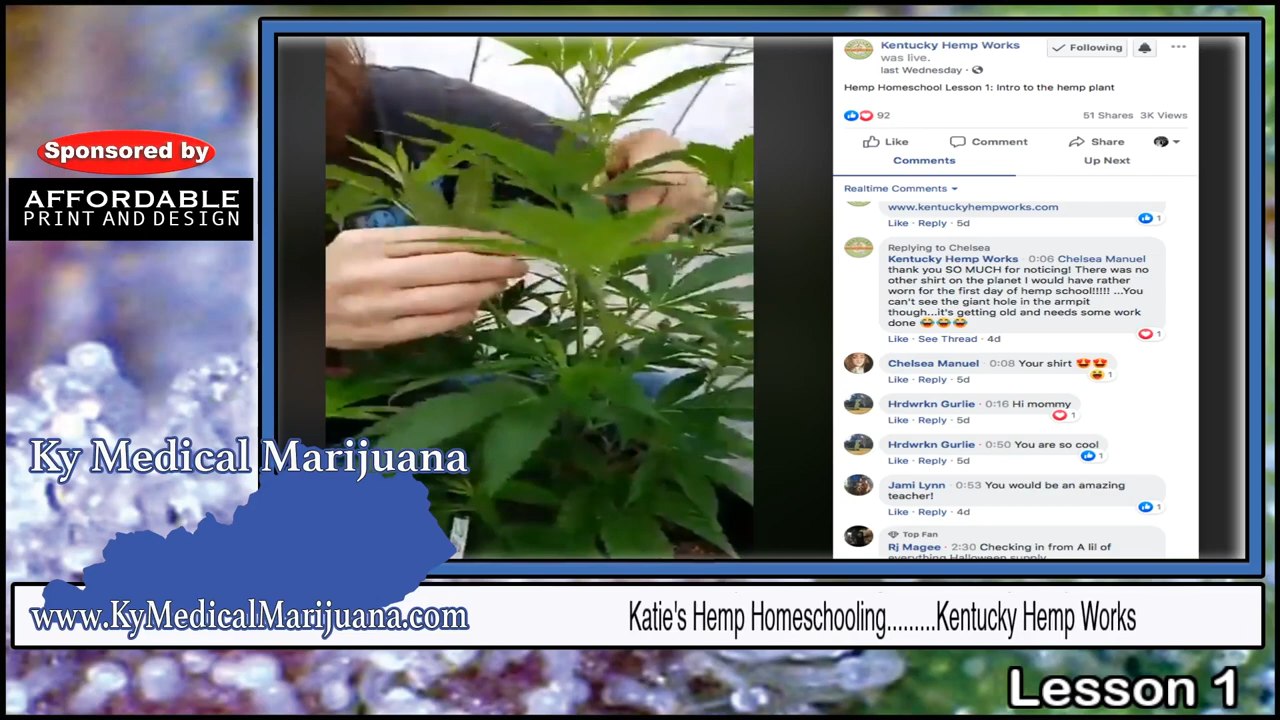 Sponsored by
AFFORDABLE
PRINT AND DESIGN
Ky Medical Marijuana
www.KyMedicalMarijuana.com
Kentucky Hemp Works
was live.
last Wednesday ·
Following
Hemp Homeschool Lesson 1: Intro to the hemp plant
92
51 Shares 3K Views
Like Comment Share
Comments Up Next
Realtime Comments
www.kentuckyhempworks.com
1
Like · Reply · 5d
Replying to Chelsea
Kentucky Hemp Works · 0:06 Chelsea Manuel
thank you SO MUCH for noticing! There was no
other shirt on the planet I would have rather
worn for the first day of hemp school!!!!! ...You
can't see the giant hole in the armpit
though...it's getting old and needs some work
done 😂😂😂
1
Like · See Thread · 4d
Chelsea Manuel · 0:08 Your shirt 😍😍
1
Like · Reply · 5d
Hrdwrkn Gurlie · 0:16 Hi mommy
1
Like · Reply · 5d
Hrdwrkn Gurlie · 0:50 You are so cool
1
Like · Reply · 5d
Jami Lynn · 0:53 You would be an amazing
teacher!
1
Like · Reply · 4d
Top Fan
Rj Magee · 2:30 Checking in from A lil of
everything Halloween supply
Katie's Hemp Homeschooling.........Kentucky Hemp Works
Lesson 1